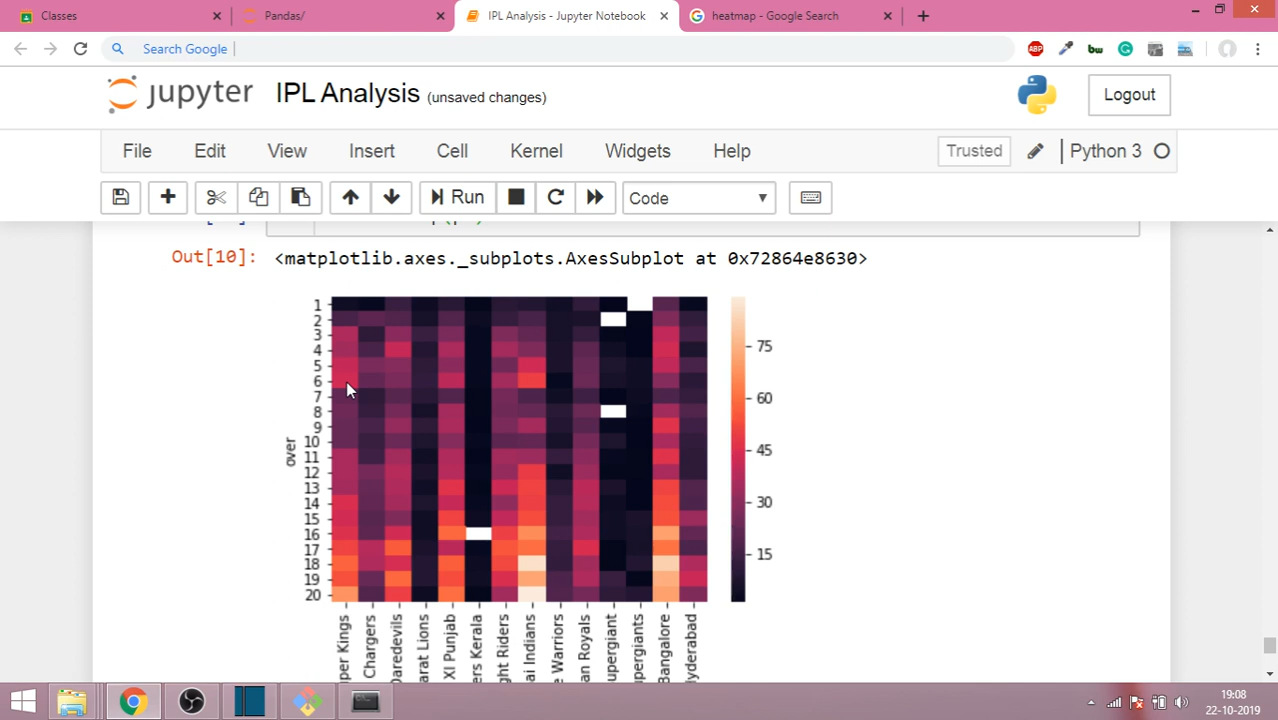 Classes
Pandas/
IPL Analysis - Jupyter Notebook
heatmap - Google Search
Search Google
jupyter IPL Analysis (unsaved changes)
Logout
File Edit View Insert Cell Kernel Widgets Help
Trusted Python 3
Run Code
Out[10]: <matplotlib.axes._subplots.AxesSubplot at 0x72864e8630>
1
2
3
4
5
6
7
8
9
10
11
12
13
14
15
16
17
18
19
20
over
75
60
45
30
15
per Kings
Chargers
Daredevils
arat Lions
XI Punjab
ers Kerala
ght Riders
ai Indians
e Warriors
an Royals
upergiant
upergiants
Bangalore
yderabad
19:08
22-10-2019